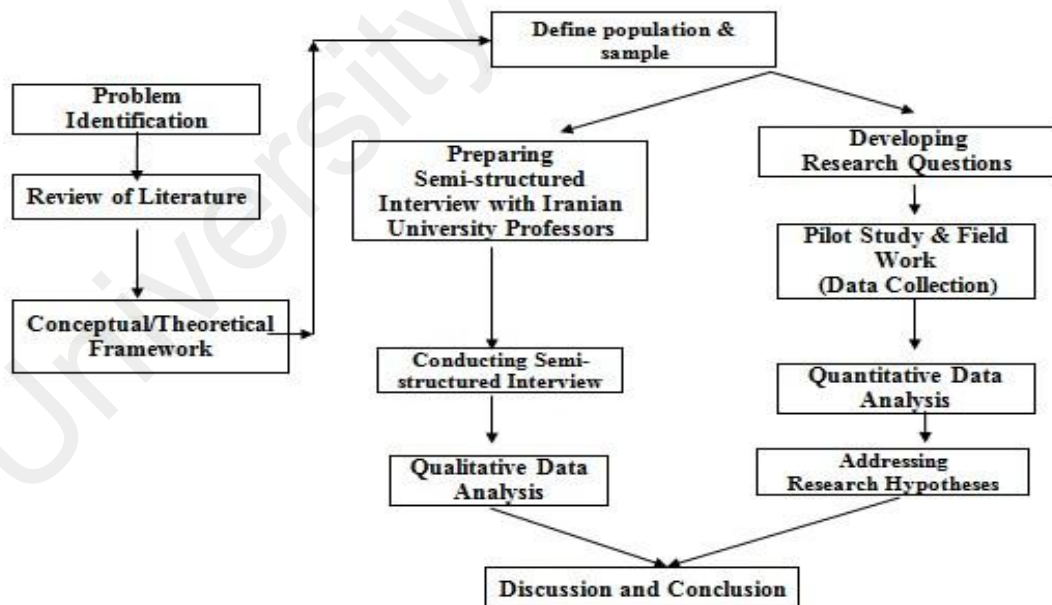 Define population &
sample
Problem
Identification
Review of Literature
Conceptual/Theoretical
Framework
Preparing
Semi-structured
Interview with Iranian
University Professors
Conducting Semi-
structured Interview
Qualitative Data
Analysis
Developing
Research Questions
Pilot Study & Field
Work
(Data Collection)
Quantitative Data
Analysis
Addressing
Research Hypotheses
Discussion and Conclusion
University